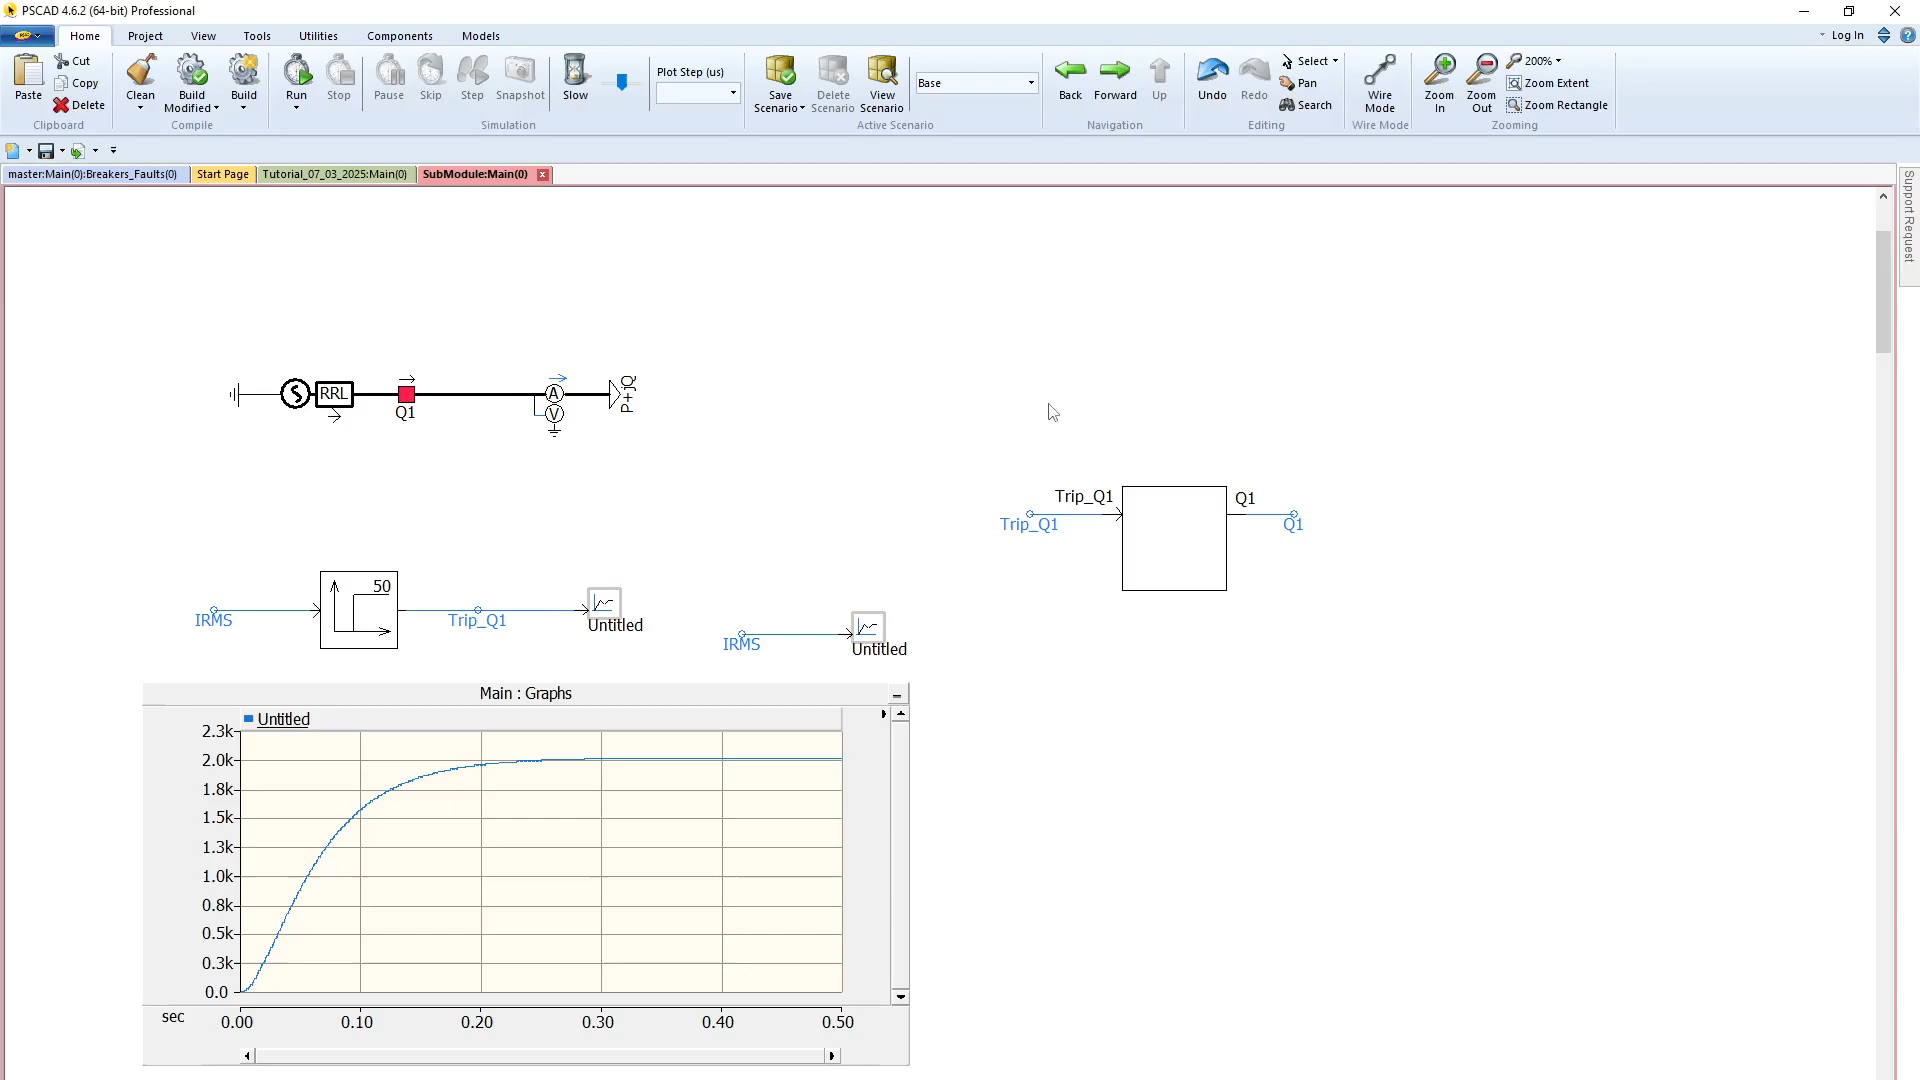 PSCAD 4.6.2 (64-bit) Professional
Home Project View Tools Utilities Components Models Log In
Paste Cut Copy Delete Clipboard
Clean Build Modified Build Compile
Run Stop Pause Skip Step Snapshot Slow Plot Step (us) Simulation
Save Scenario Delete Scenario View Scenario Base Active Scenario
Back Forward Up Navigation
Undo Redo Select Pan Search Editing
Wire Mode Wire Mode
Zoom In Zoom Out 200% Zoom Extent Zoom Rectangle Zooming
master:Main(0):Breakers_Faults(0) Start Page Tutorial_07_03_2025:Main(0) SubModule:Main(0)
Support Request
RRL
Q1
A
V
P+jQ
Trip_Q1 Q1
Trip_Q1 Q1
50
IRMS Trip_Q1 Untitled
IRMS Untitled
Main : Graphs
Untitled
2.3k
2.0k
1.8k
1.5k
1.3k
1.0k
0.8k
0.5k
0.3k
0.0
sec 0.00 0.10 0.20 0.30 0.40 0.50